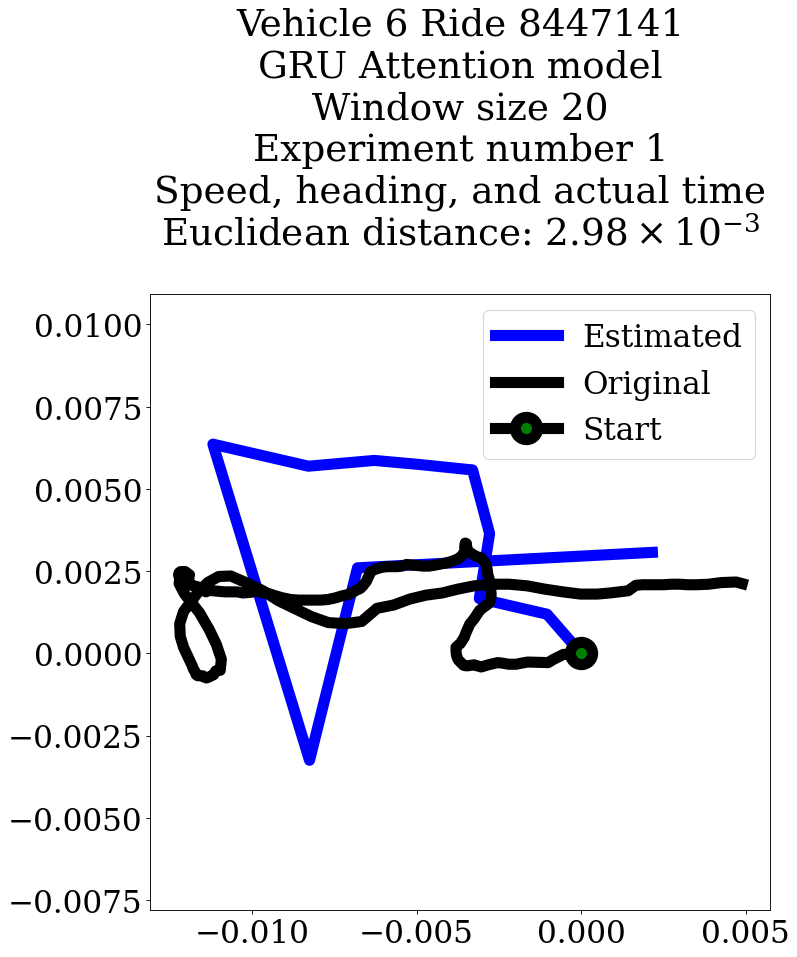 Vehicle 6 Ride 8447141
GRU Attention model
Window size 20
Experiment number 1
Speed, heading, and actual time
Euclidean distance: 2.98 × 10⁻³
Estimated
Original
Start
0.0100
0.0075
0.0050
0.0025
0.0000
−0.0025
−0.0050
−0.0075
−0.010 −0.005 0.000 0.005